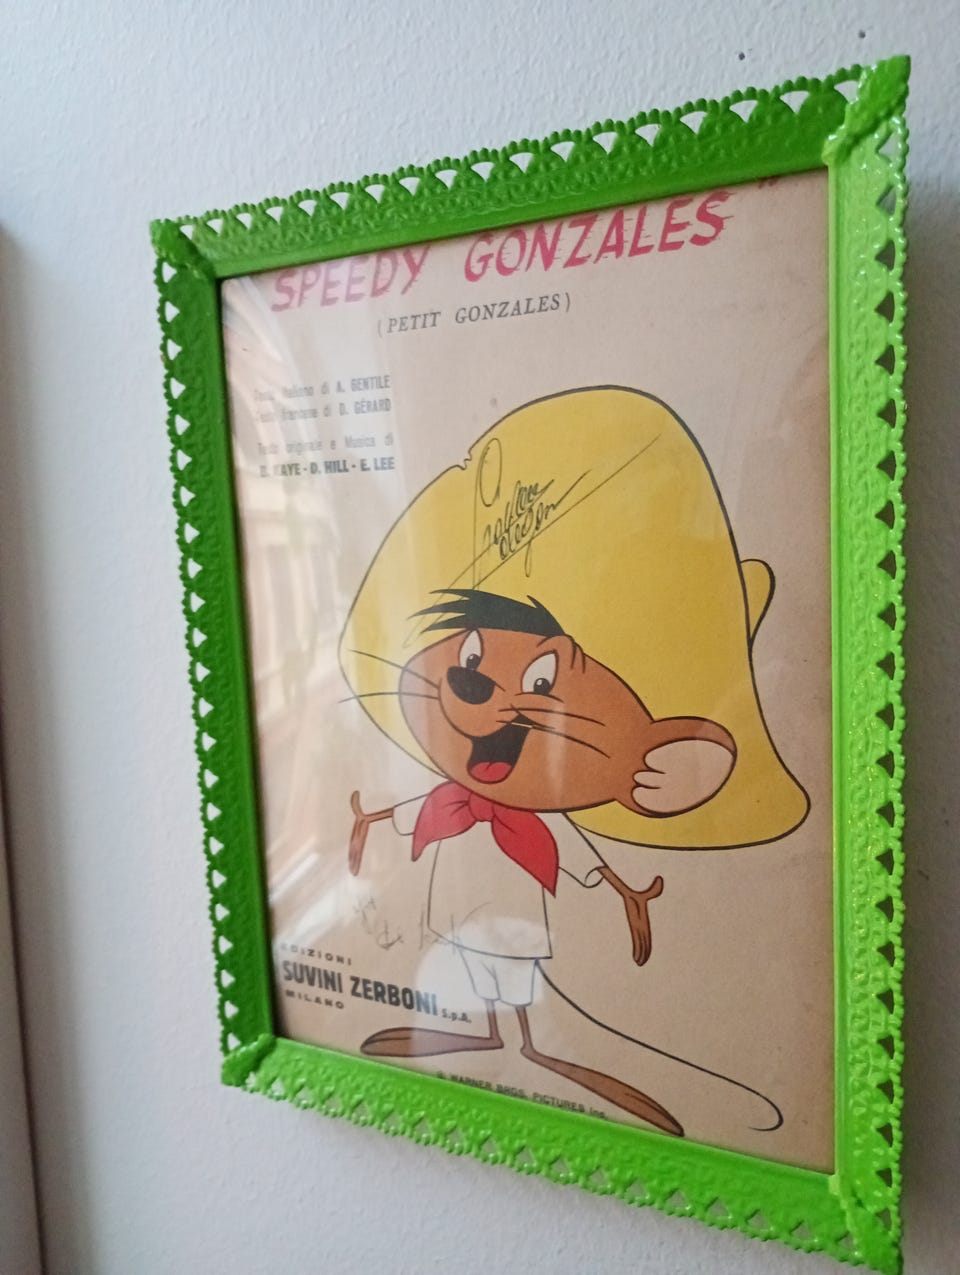 SPEEDY GONZALES
(PETIT GONZALES)
Testo italiano di A. GENTILE
Testo francese di D. GÉRARD
Testo originale e Musica di
B. KAYE - D. HILL - E. LEE
EDIZIONI
SUVINI ZERBONI S.p.A.
MILANO
WARNER BROS. PICTURES Inc.